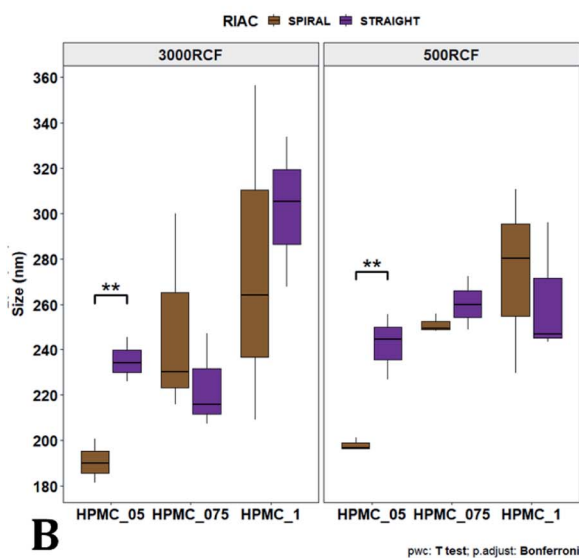 RIAC SPIRAL STRAIGHT
3000RCF 500RCF
360
340
320
300
280
260
240
220
200
180
Size (nm)
** **
HPMC_05 HPMC_075 HPMC_1 HPMC_05 HPMC_075 HPMC_1
B
pwc: T test; p.adjust: Bonferroni